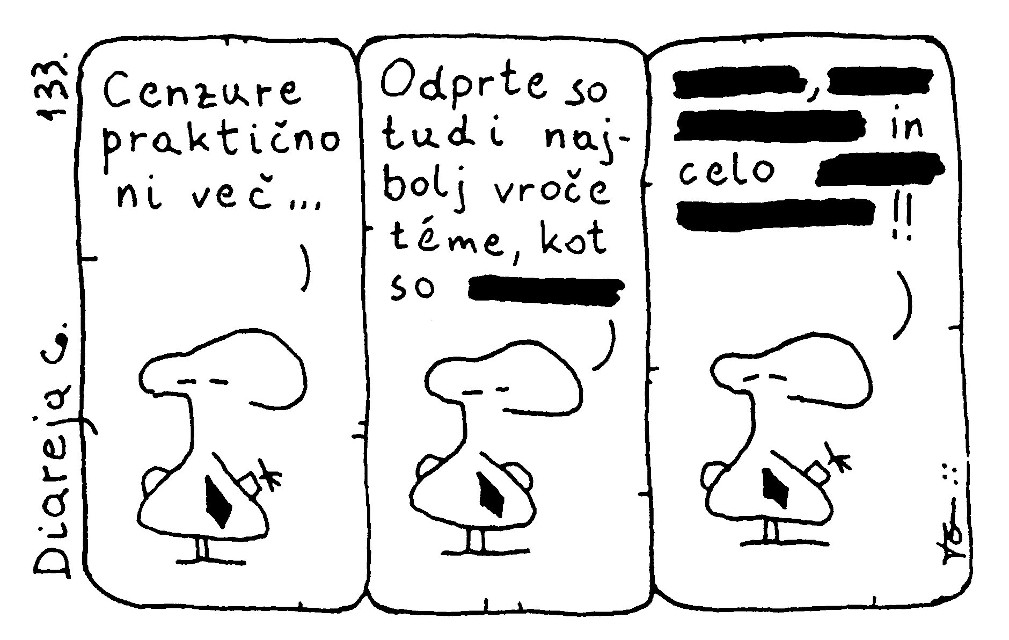 133.
Diareja C.
Cenzure
praktično
ni več...
Odprte so
tudi naj-
bolj vroče
téme, kot
so
,
in
celo
!!